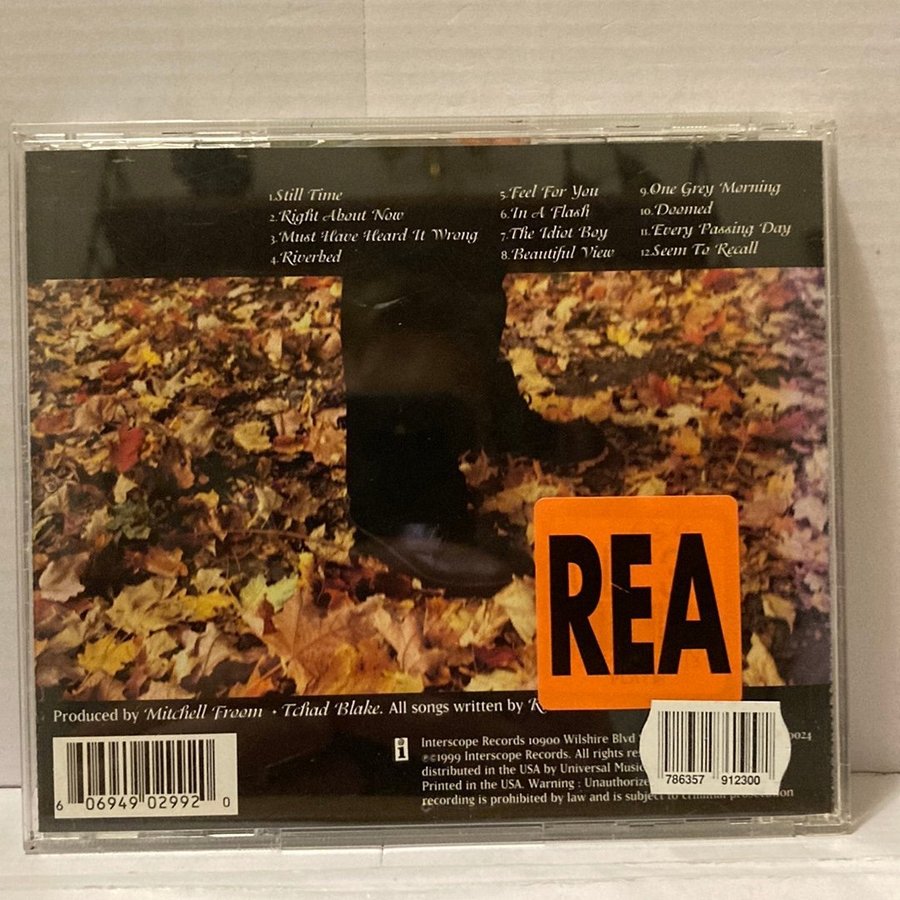 1.Still Time
2.Right About Now
3.Must Have Heard It Wrong
4.Riverbed
5.Feel For You
6.In A Flash
7.The Idiot Boy
8.Beautiful View
9.One Grey Morning
10.Doomed
11.Every Passing Day
12.Seem To Recall
REA
Produced by Mitchell Froom · Tchad Blake. All songs written by
i
Interscope Records 10900 Wilshire Blvd
℗©1999 Interscope Records. All rights
distributed in the USA by Universal
Printed in the USA. Warning : 
recording is prohibited by law and is subject to criminal prosecution
6 06949 02992 0
786357 912300